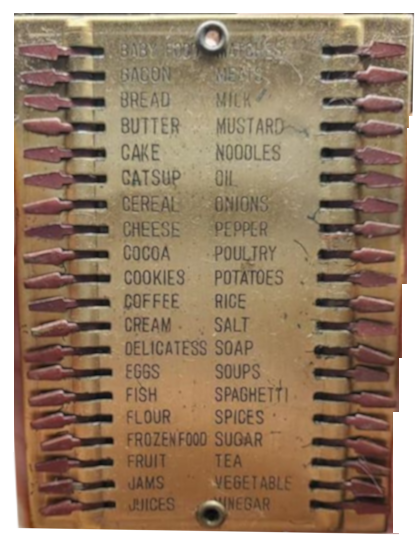 BABY FOOD MATCHES
BACON MEATS
BREAD MILK
BUTTER MUSTARD
CAKE NOODLES
CATSUP OIL
CEREAL ONIONS
CHEESE PEPPER
COCOA POULTRY
COOKIES POTATOES
COFFEE RICE
CREAM SALT
DELICATESS SOAP
EGGS SOUPS
FISH SPAGHETTI
FLOUR SPICES
FROZEN FOOD SUGAR
FRUIT TEA
JAMS VEGETABLE
JUICES VINEGAR